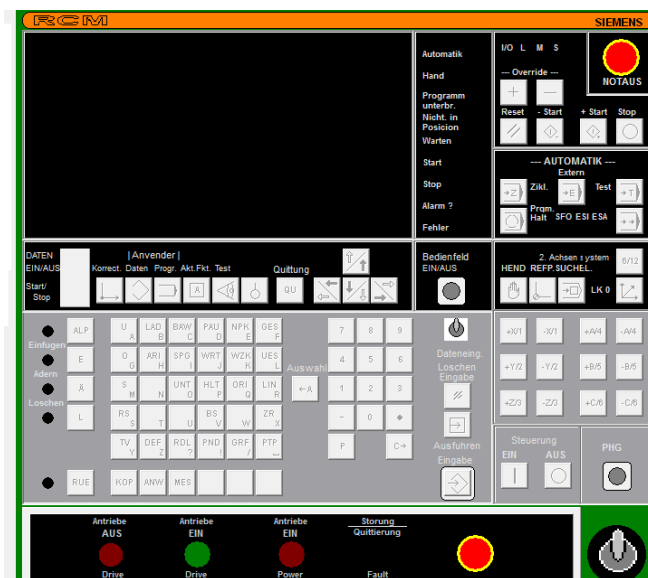 RCM
SIEMENS
Automatik
Hand
Programm
unterbr.
Nicht. in
Posicion
Warten
Start
Stop
Alarm ?
Fehler
I/O L M S
--- Override ---
+ —
Reset - Start + Start Stop
NOTAUS
--- AUTOMATIK ---
Extern
Zikl. Test
→Z) →E) →T)
Prqm.
Halt SFO ESI ESA
DATEN
EIN/AUS
Start/
Stop
|Anvender|
Korrect. Daten Progr. Akt.Fkt. Test
A
Quittung
QU
Bedienfeld
EIN/AUS
2. Achsen system
HEND REFP.SUCHEL.
6/12
LK 0
Einfugen
Adern
Loschen
ALP
E
Ä
L
RUE
U A LAD B BAW C PAU D NPK E GES F
O G ARI H SPG I WRT J WZK K UES L
S M N UNT O HLT P ORI Q LIN R
RS S T U BS V W ZR X
TV Y DEF Z RDL ? PND ! GRF / PTP
KOP ANW MES
Auswahl
←A
7 8 9
4 5 6
1 2 3
- 0 ♦
P C→
Dateneing.
Loschen
Eingabe
Ausfuhren
Eingabe
+X/1 -X/1 +A/4 -A/4
+Y/2 -Y/2 +B/5 -B/5
+Z/3 -Z/3 +C/6 -C/6
Steuerung
EIN AUS
PHG
Antriebe
AUS
Drive
Antriebe
EIN
Drive
Antriebe
EIN
Power
Storung
Quittierung
Fault